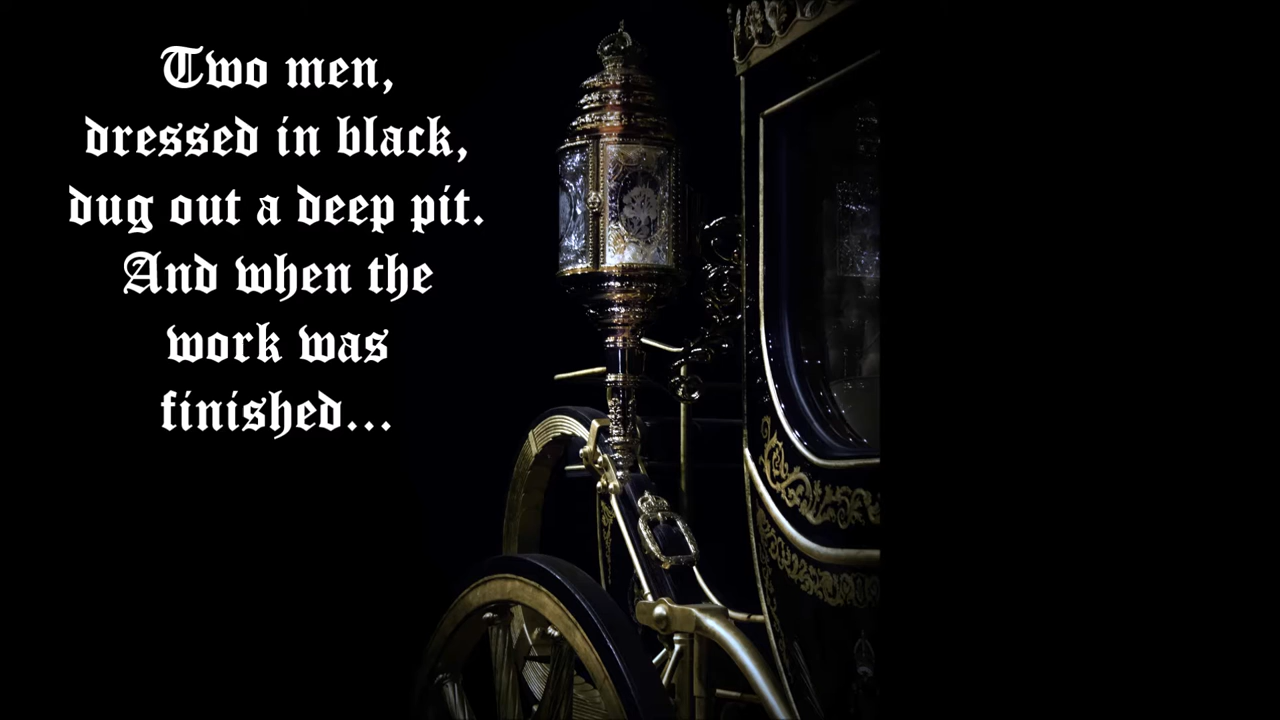 Two men,
dressed in black,
dug out a deep pit.
And when the
work was
finished...